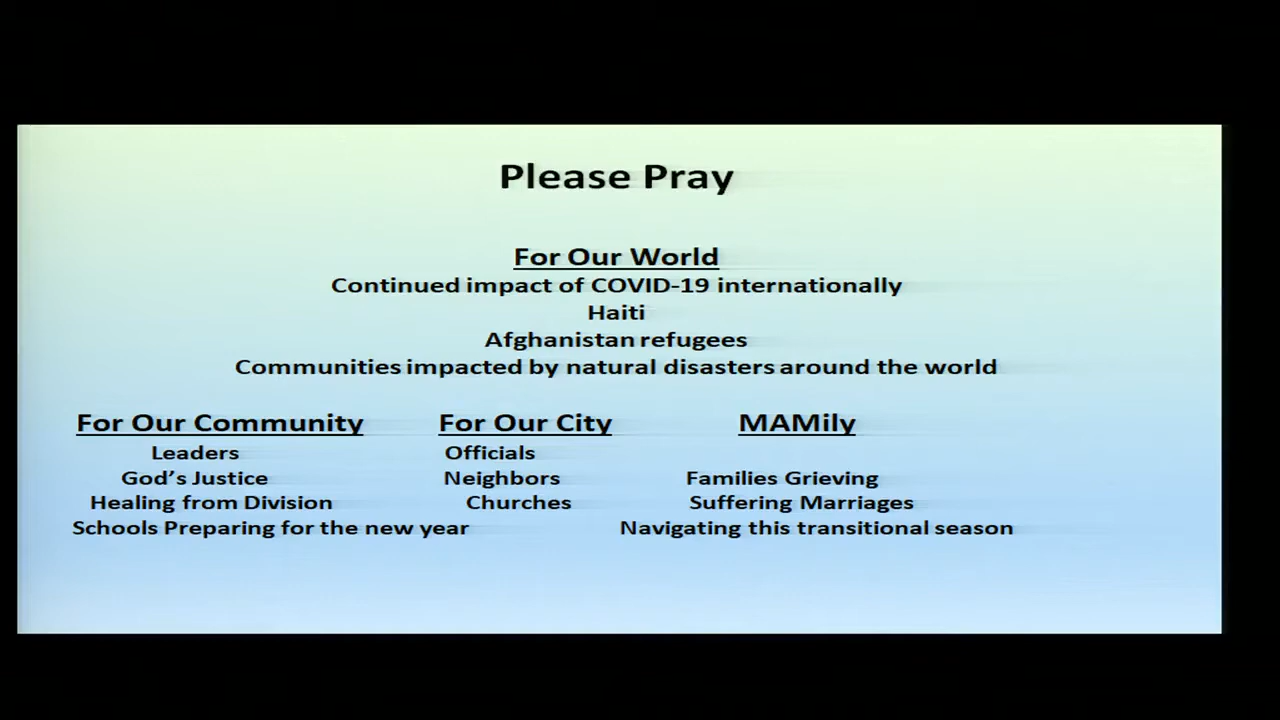 Please Pray
For Our World
Continued impact of COVID-19 internationally
Haiti
Afghanistan refugees
Communities impacted by natural disasters around the world
For Our Community
Leaders
God's Justice
Healing from Division
Schools Preparing for the new year
For Our City
Officials
Neighbors
Churches
MAMily
Families Grieving
Suffering Marriages
Navigating this transitional season